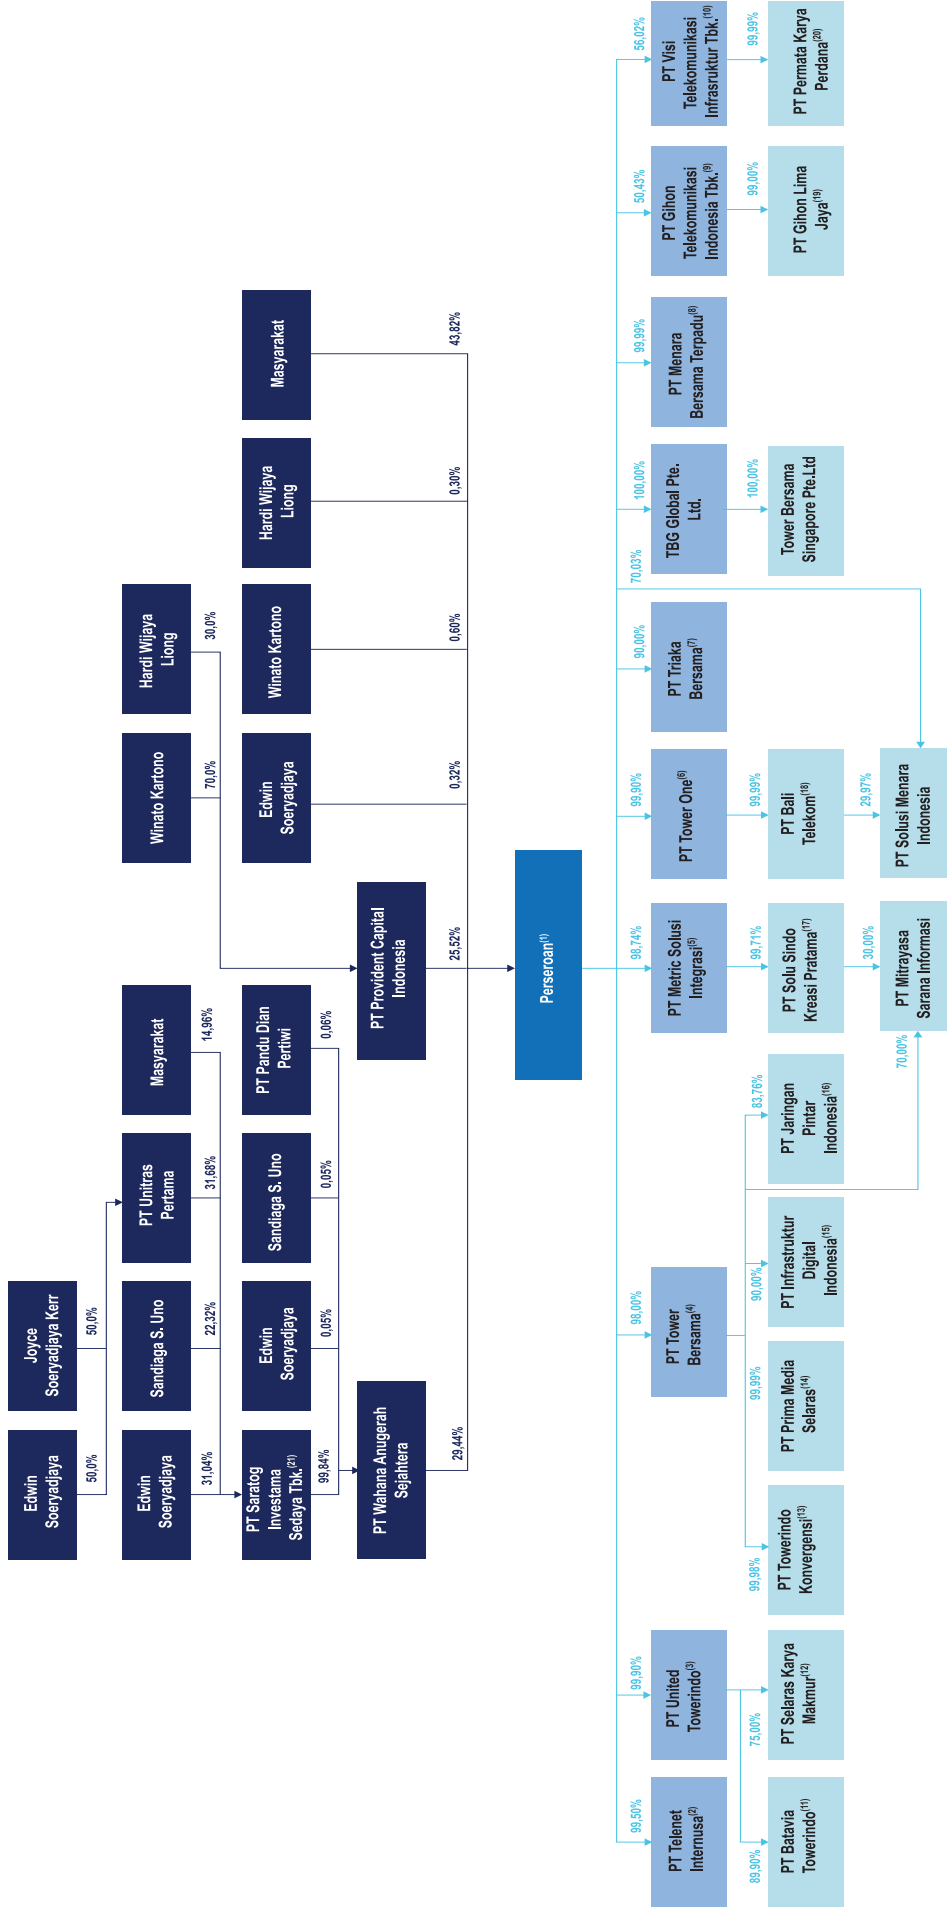 Edwin
Soeryadjaya
Joyce
Soeryadjaya Kerr
50,0%
50,0%
Edwin
Soeryadjaya
Sandiaga S. Uno
PT Unitras
Pertama
Masyarakat
Winato Kartono
Hardi Wijaya
Liong
31,04%
22,32%
31,68%
14,96%
70,0%
30,0%
PT Saratog
Investama
Sedaya Tbk.(21)
Edwin
Soeryadjaya
Sandiaga S. Uno
PT Pandu Dian
Pertiwi
Edwin
Soeryadjaya
Winato Kartono
Hardi Wijaya
Liong
Masyarakat
99,84%
0,05%
0,05%
0,06%
PT Wahana Anugerah
Sejahtera
PT Provident Capital
Indonesia
29,44%
25,52%
0,32%
0,60%
0,30%
43,82%
Perseroan(1)
99,50%
99,90%
98,00%
98,74%
99,90%
90,00%
70,03%
100,00%
99,99%
50,43%
56,02%
PT Telenet
Internusa(2)
PT United
Towerindo(3)
PT Tower
Bersama(4)
PT Metric Solusi
Integrasi(5)
PT Tower One(6)
PT Triaka
Bersama(7)
TBG Global Pte.
Ltd.
PT Menara
Bersama Terpadu(8)
PT Gihon
Telekomunikasi
Indonesia Tbk.(9)
PT Visi
Telekomunikasi
Infrasruktur Tbk.(10)
89,90%
75,00%
99,98%
99,99%
90,00%
83,76%
99,71%
99,99%
100,00%
99,00%
99,99%
PT Batavia
Towerindo(11)
PT Selaras Karya
Makmur(12)
PT Towerindo
Konvergensi(13)
PT Prima Media
Selaras(14)
PT Infrastruktur
Digital
Indonesia(15)
PT Jaringan
Pintar
Indonesia(16)
PT Solu Sindo
Kreasi Pratama(17)
PT Bali
Telekom(18)
Tower Bersama
Singapore Pte.Ltd
PT Gihon Lima
Jaya(19)
PT Permata Karya
Perdana(20)
70,00%
30,00%
29,97%
PT Mitrayasa
Sarana Informasi
PT Solusi Menara
Indonesia